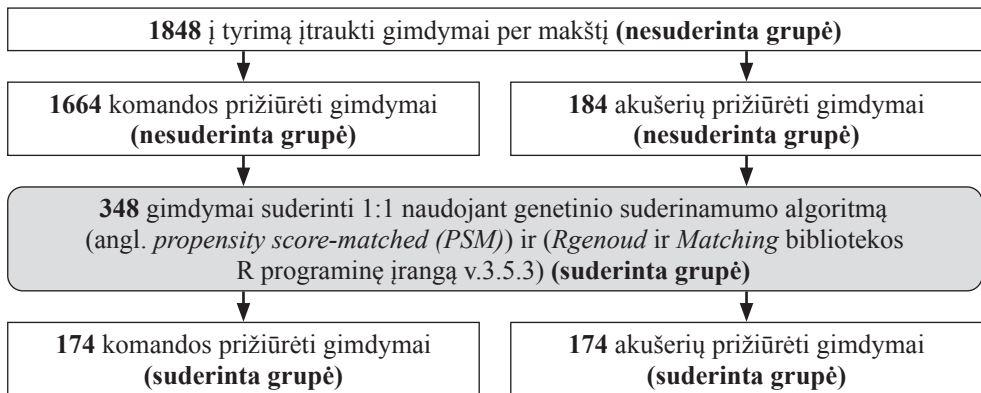 1848 į tyrimą įtraukti gimdymai per makštį (nesuderinta grupė)
1664 komandos prižiūrėti gimdymai
(nesuderinta grupė)
184 akušerių prižiūrėti gimdymai
(nesuderinta grupė)
348 gimdymai suderinti 1:1 naudojant genetinio suderinamumo algoritmą
(angl. propensity score-matched (PSM)) ir (Rgenoud ir Matching bibliotekos
R programinę įrangą v.3.5.3) (suderinta grupė)
174 komandos prižiūrėti gimdymai
(suderinta grupė)
174 akušerių prižiūrėti gimdymai
(suderinta grupė)